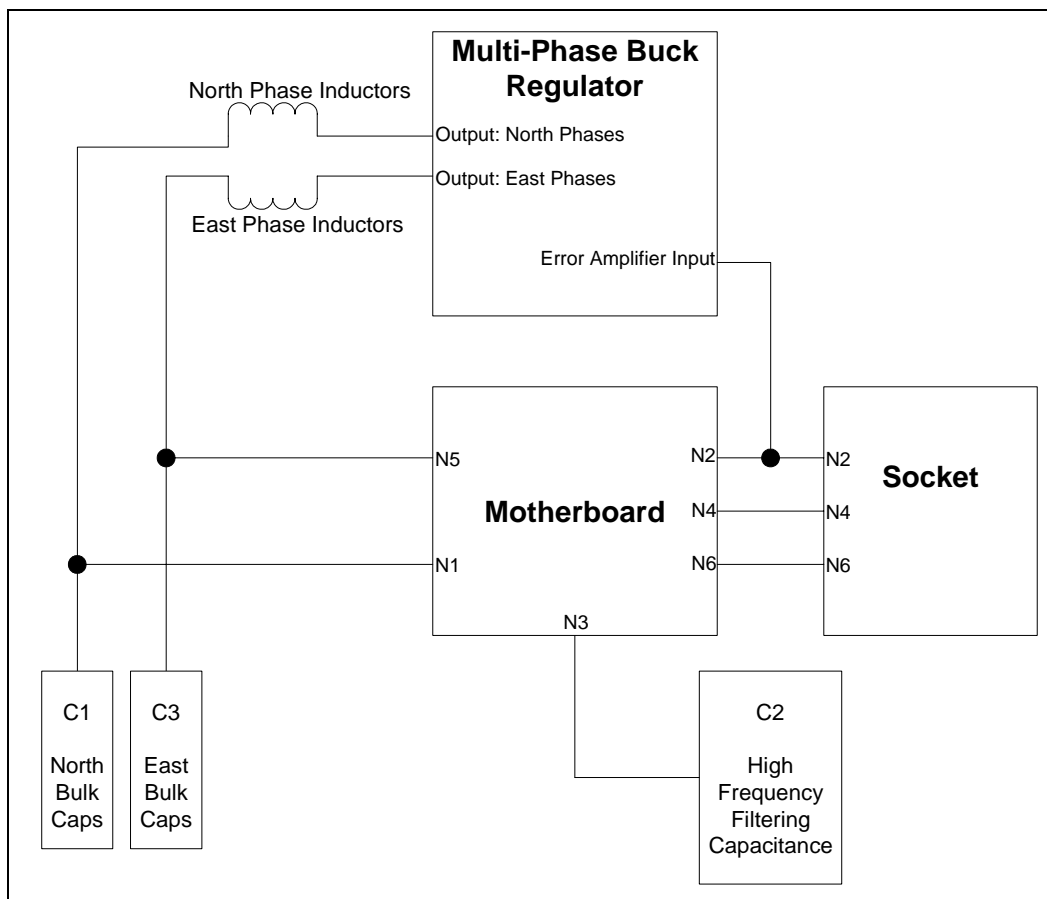 Multi-Phase Buck
Regulator
North Phase Inductors
Output: North Phases
Output: East Phases
East Phase Inductors
Error Amplifier Input
N5
N2
N2
Socket
Motherboard
N4
N4
N1
N6
N6
N3
C1
North
Bulk
Caps
C3
East
Bulk
Caps
C2
High
Frequency
Filtering
Capacitance